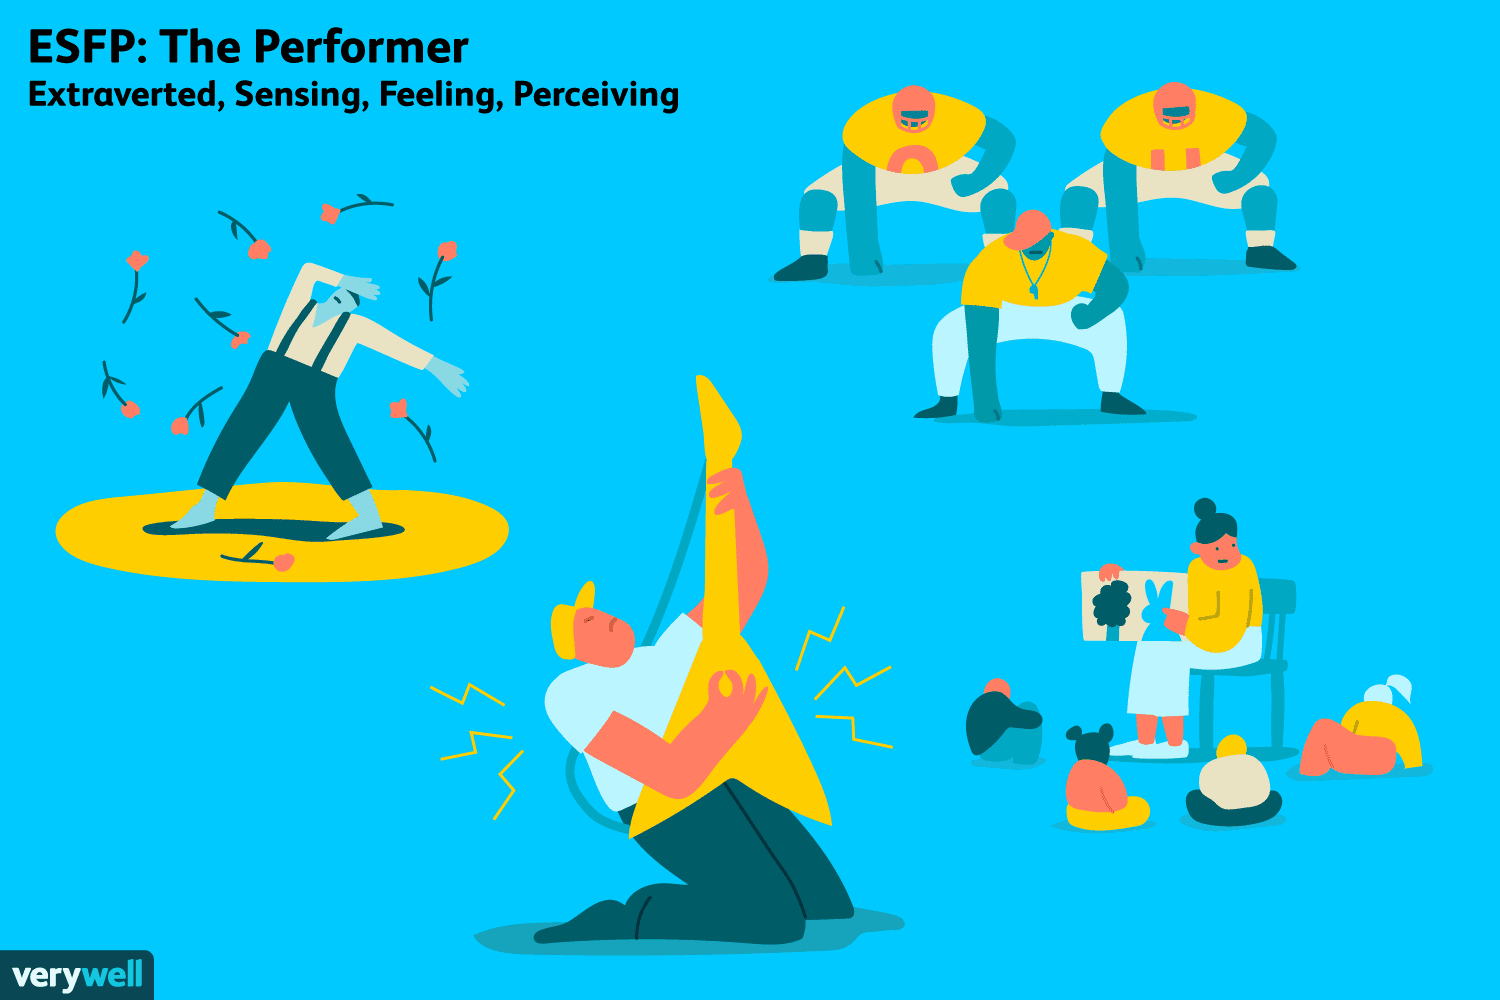 ESFP: The Performer
Extraverted, Sensing, Feeling, Perceiving
verywell